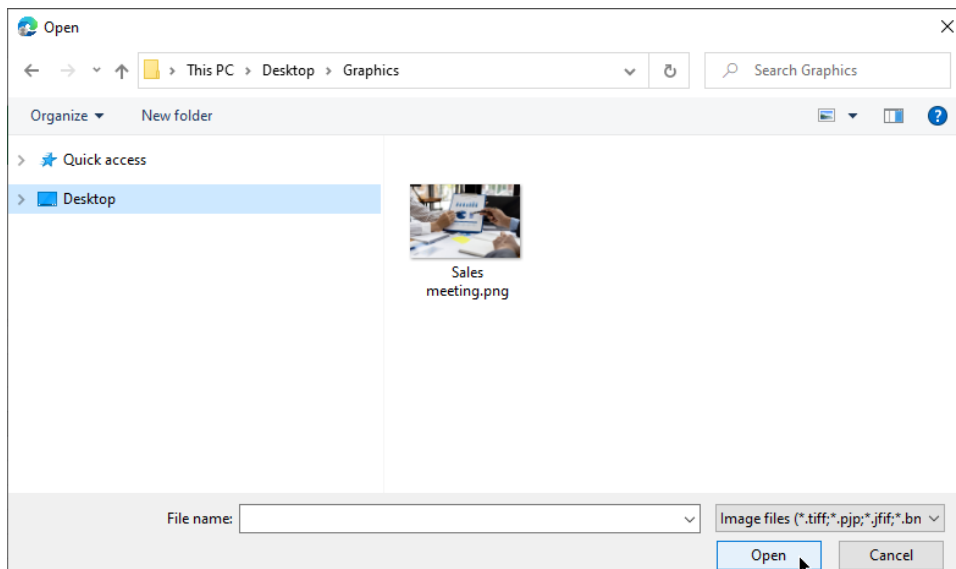 Open
This PC > Desktop > Graphics
Search Graphics
Organize
New folder
Quick access
Desktop
Sales
meeting.png
File name:
Image files (*.tiff;*.pjp;*.jfif;*.bn
Open
Cancel